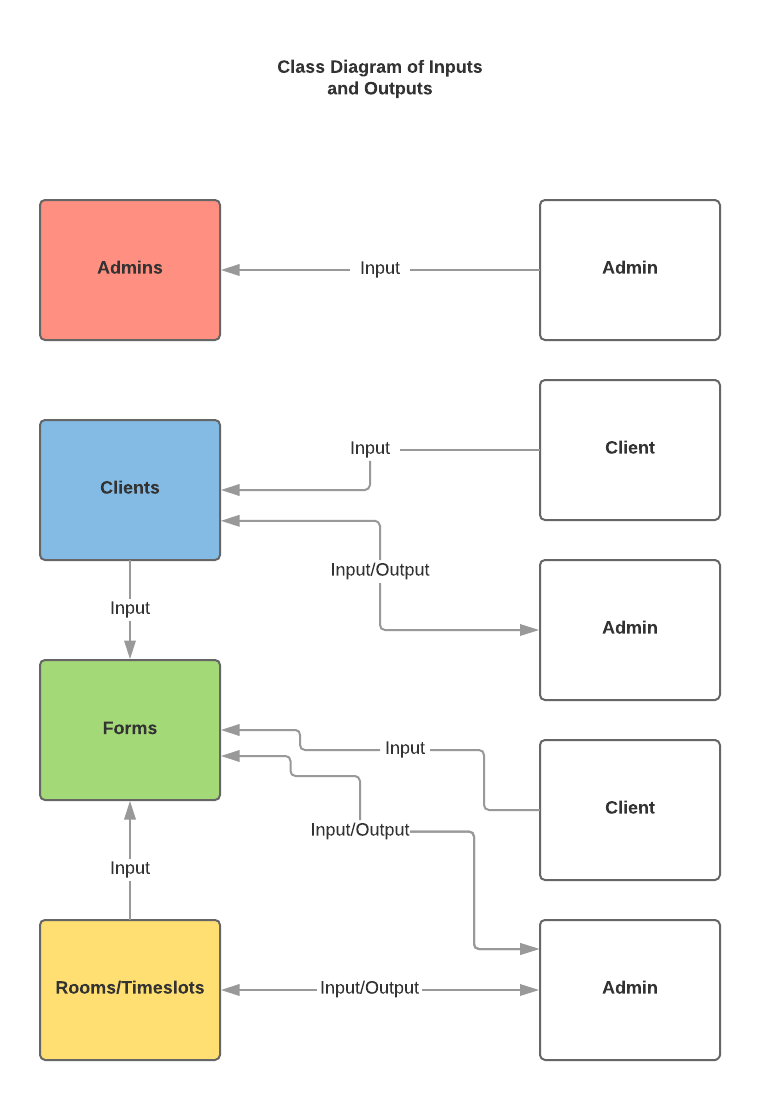 Class Diagram of Inputs
and Outputs
Admins
Input
Admin
Client
Input
Clients
Input/Output
Admin
Input
Forms
Input
Client
Input/Output
Input
Rooms/Timeslots
Input/Output
Admin